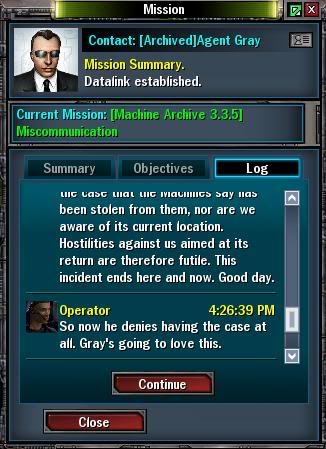 Mission
Contact: [Archived]Agent Gray
Mission Summary.
Datalink established.
Current Mission: [Machine Archive 3.3.5]
Miscommunication
Summary
Objectives
Log
the case that the Machines say has
been stolen from them, nor are we
aware of its current location.
Hostilities against us aimed at its
return are therefore futile. This
incident ends here and now. Good day.
Operator 4:26:39 PM
So now he denies having the case at
all. Gray's going to love this.
Continue
Close